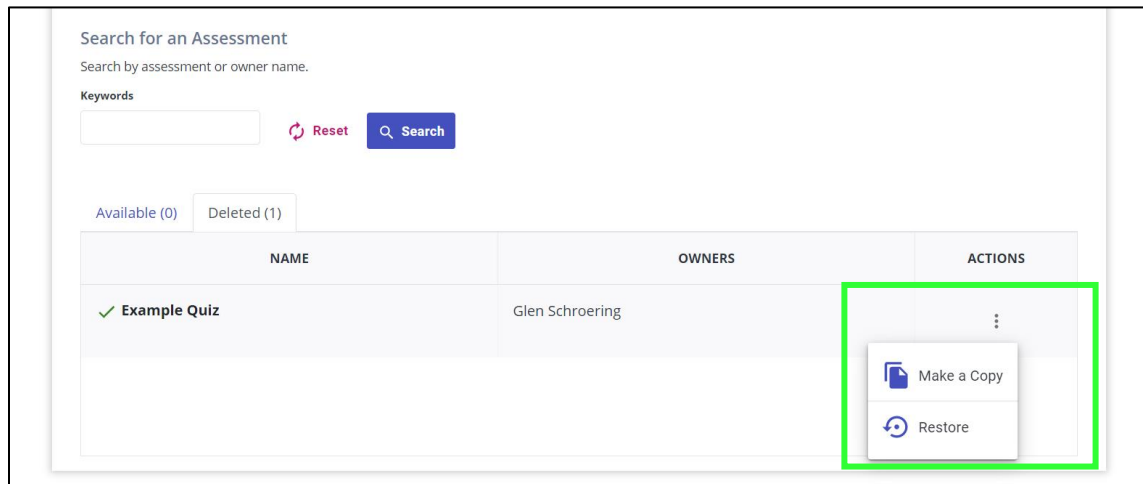 Search for an Assessment
Search by assessment or owner name.
Keywords
Reset
Search
Available (0)
Deleted (1)
NAME
OWNERS
ACTIONS
Example Quiz
Glen Schroering
Make a Copy
Restore